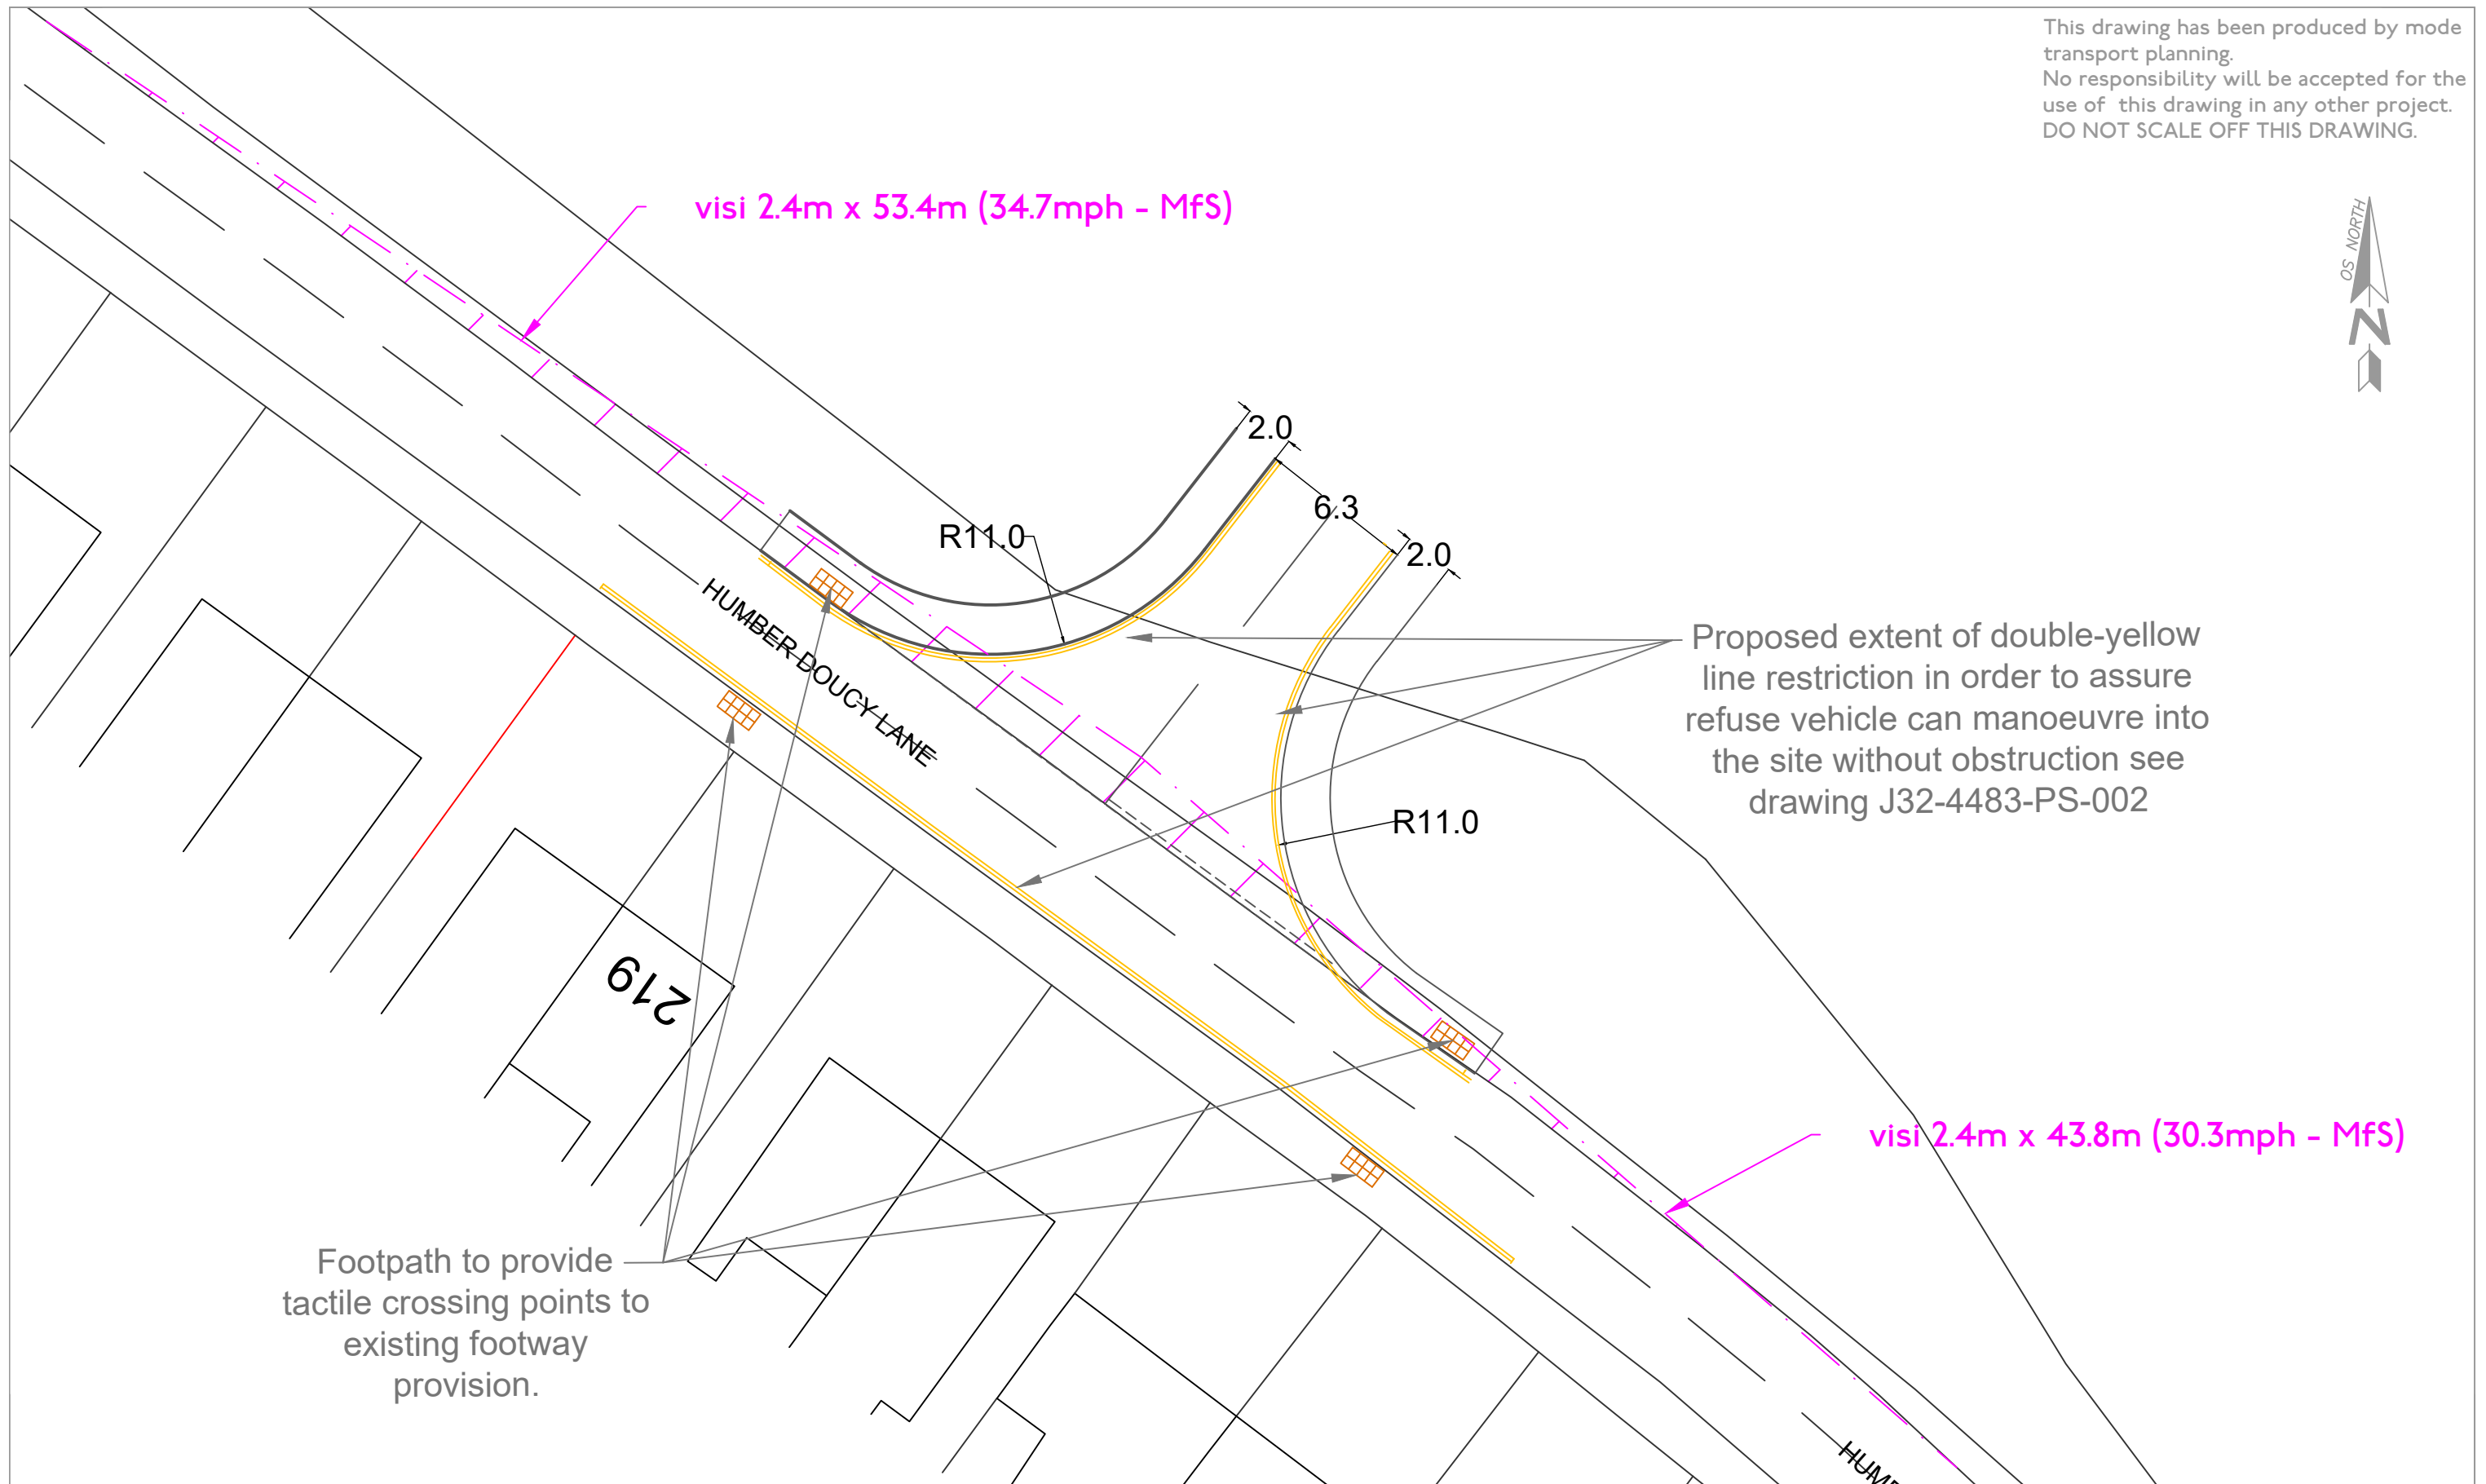 This drawing has been produced by mode
transport planning.
No responsibility will be accepted for the
use of this drawing in any other project.
DO NOT SCALE OFF THIS DRAWING.
OS NORTH
N
visi 2.4m x 53.4m (34.7mph - MfS)
2.0
6.3
2.0
R11.0
HUMBER DOUCY LANE
Proposed extent of double-yellow
line restriction in order to assure
refuse vehicle can manoeuvre into
the site without obstruction see
drawing J32-4483-PS-002
R11.0
219
visi 2.4m x 43.8m (30.3mph - MfS)
Footpath to provide
tactile crossing points to
existing footway
provision.